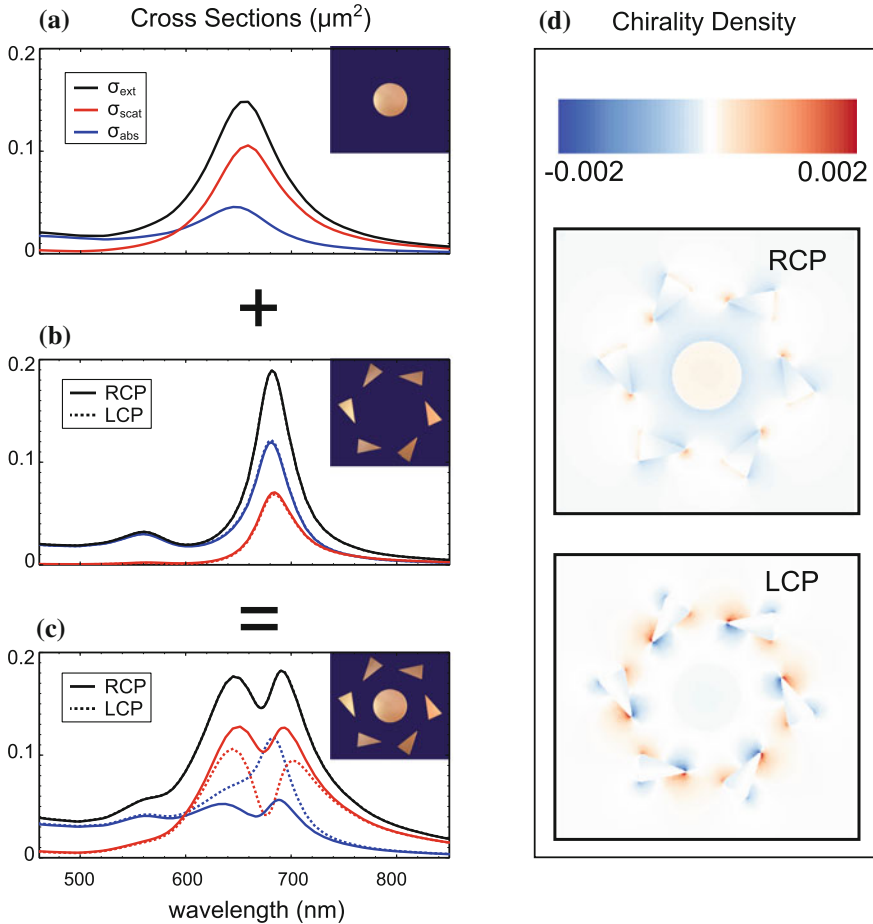 (a) Cross Sections (µm²)
0.2
σext
σscat
σabs
0.1
0
+
(b)
0.2
RCP
LCP
0.1
0
=
(c)
0.2
RCP
LCP
0.1
0
500 600 700 800
wavelength (nm)
(d) Chirality Density
-0.002 0.002
RCP
LCP